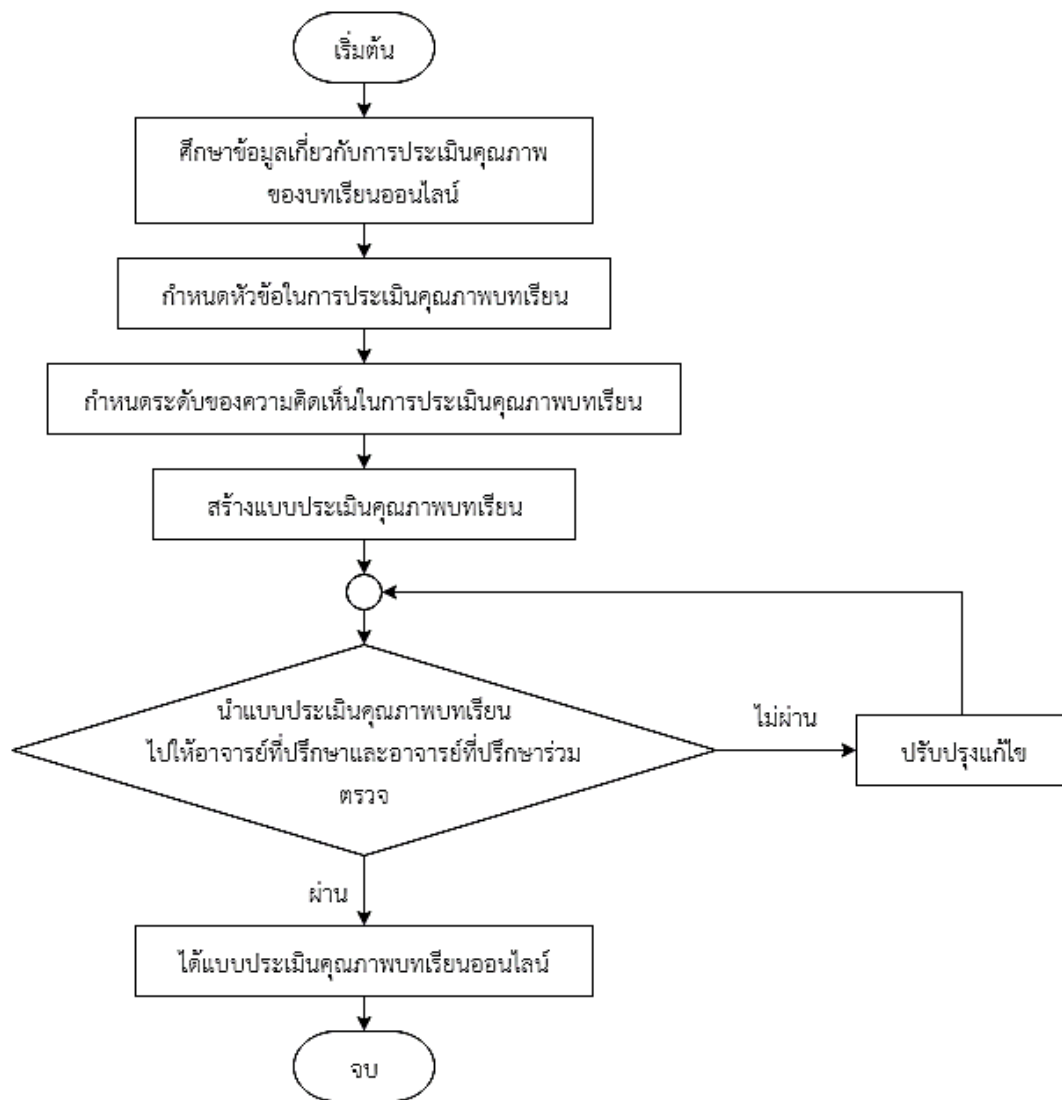 เริ่มต้น
ศึกษาข้อมูลเกี่ยวกับการประเมินคุณภาพ
ของบทเรียนออนไลน์
กำหนดหัวข้อในการประเมินคุณภาพบทเรียน
กำหนดระดับของความคิดเห็นในการประเมินคุณภาพบทเรียน
สร้างแบบประเมินคุณภาพบทเรียน
นำแบบประเมินคุณภาพบทเรียน
ไปให้อาจารย์ที่ปรึกษาและอาจารย์ที่ปรึกษาร่วม
ตรวจ
ไม่ผ่าน
ปรับปรุงแก้ไข
ผ่าน
ได้แบบประเมินคุณภาพบทเรียนออนไลน์
จบ